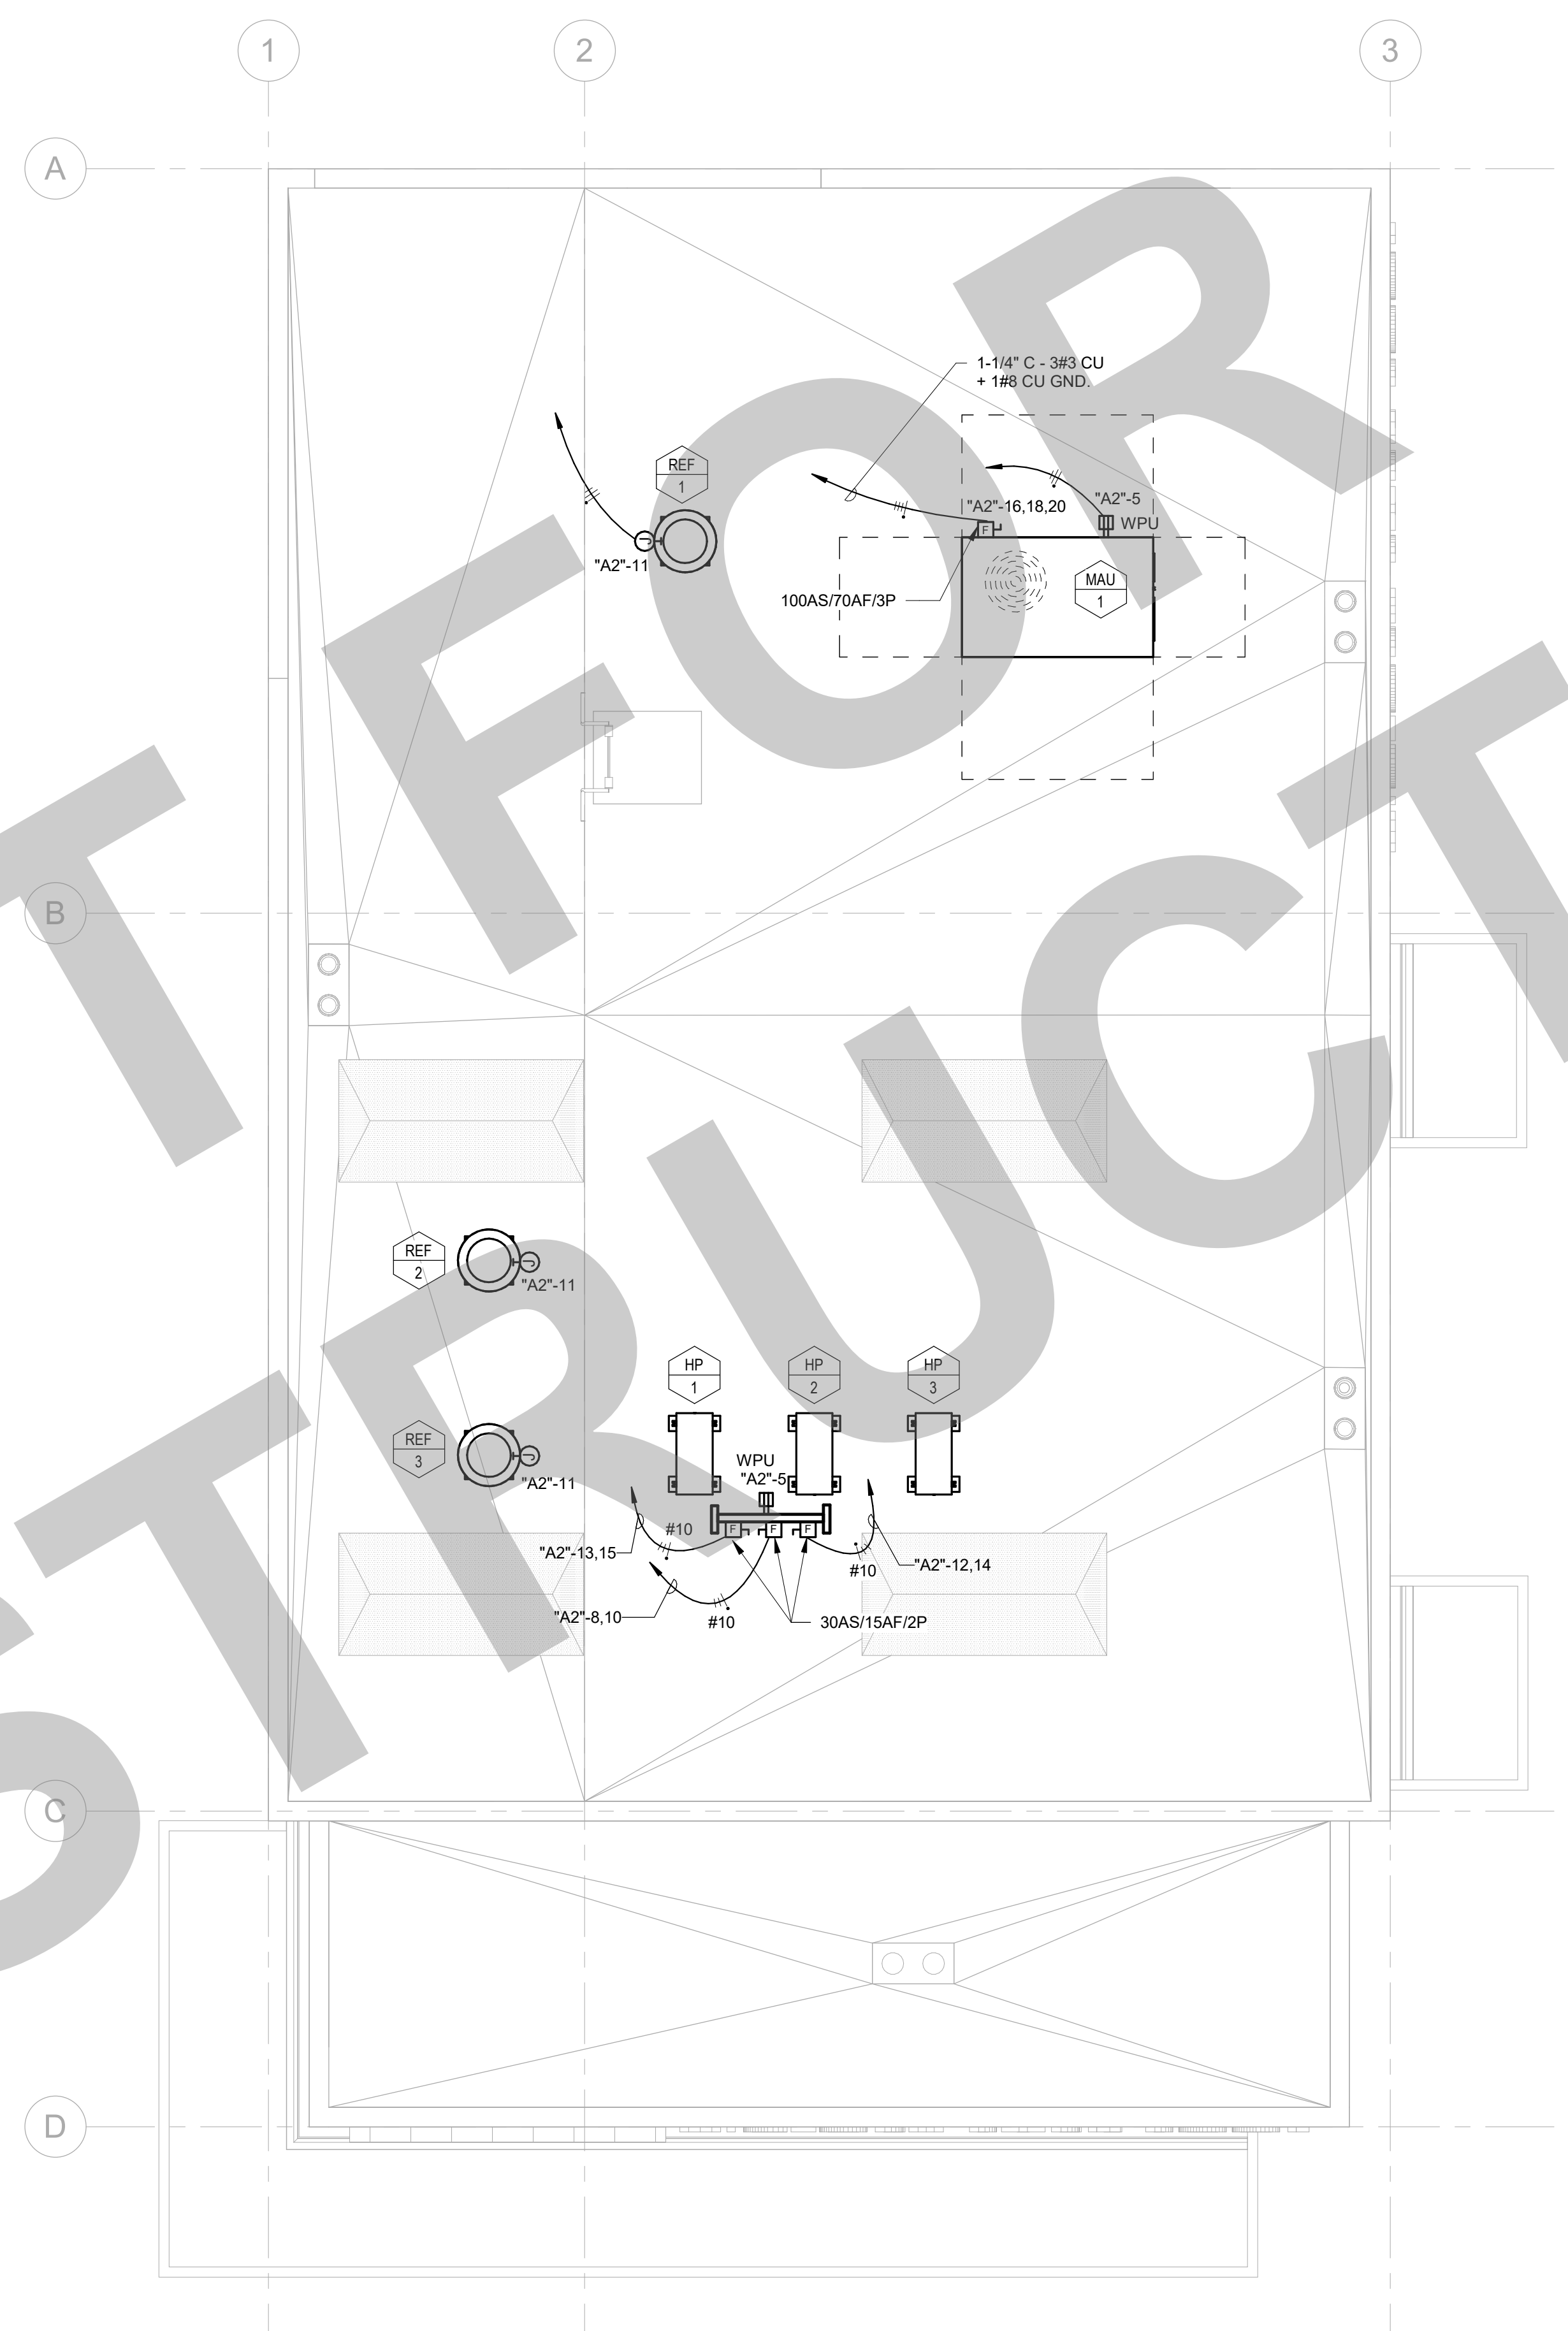 1
2
3
A
1-1/4" C - 3#3 CU
+ 1#8 CU GND.
REF
1
"A2"-11
"A2"-16,18,20
"A2"-5
WPU
F
100AS/70AF/3P
MAU
1
B
REF
2
"A2"-11
HP
1
HP
2
HP
3
REF
3
"A2"-11
WPU
"A2"-5
#10
F
F
F
"A2"-13,15
#10
"A2"-12,14
"A2"-8,10
#10
30AS/15AF/2P
C
D
T FOR
STRUCT